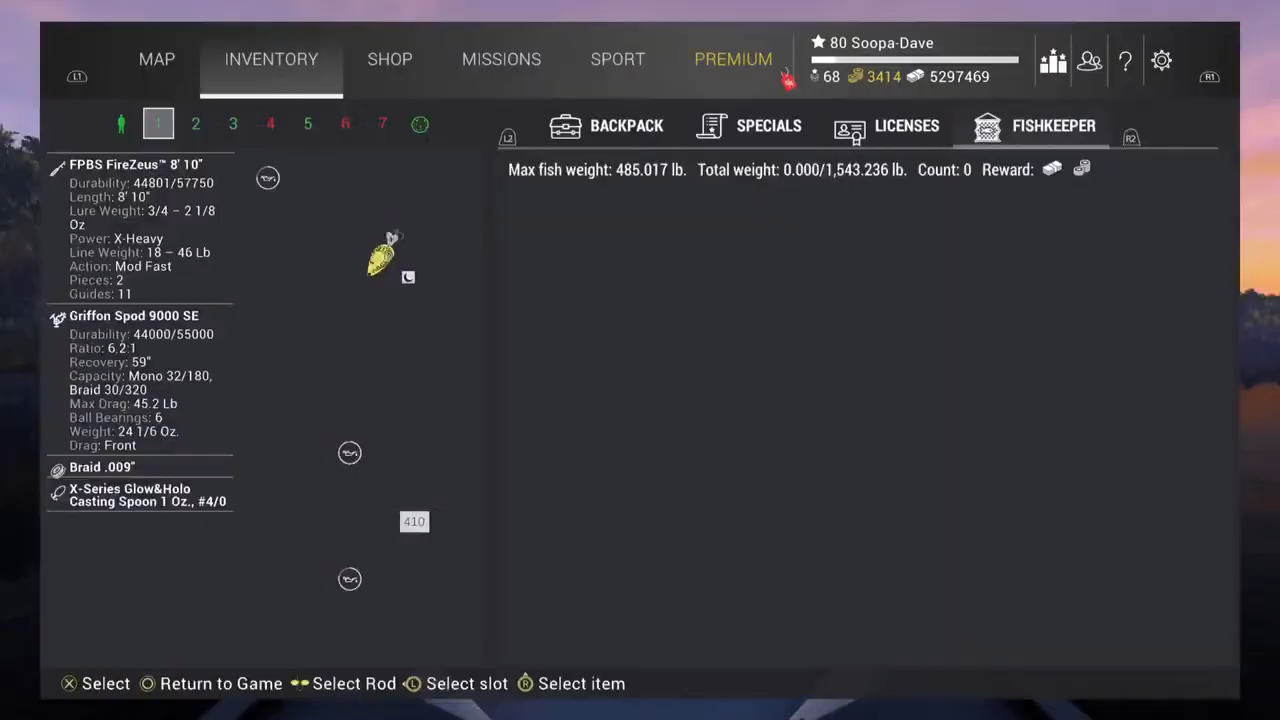 L1
MAP
INVENTORY
SHOP
MISSIONS
SPORT
PREMIUM
80 Soopa-Dave
68 3414 5297469
R1
1 2 3 4 5 6 7
L2
BACKPACK
SPECIALS
LICENSES
FISHKEEPER
R2
Max fish weight: 485.017 lb. Total weight: 0.000/1,543.236 lb. Count: 0 Reward:
FPBS FireZeus™ 8' 10"
Durability: 44801/57750
Length: 8' 10"
Lure Weight: 3/4 – 2 1/8
Oz
Power: X-Heavy
Line Weight: 18 – 46 Lb
Action: Mod Fast
Pieces: 2
Guides: 11
Griffon Spod 9000 SE
Durability: 44000/55000
Ratio: 6.2:1
Recovery: 59"
Capacity: Mono 32/180,
Braid 30/320
Max Drag: 45.2 Lb
Ball Bearings: 6
Weight: 24 1/6 Oz.
Drag: Front
Braid .009"
X-Series Glow&Holo
Casting Spoon 1 Oz., #4/0
410
Select
Return to Game
Select Rod
L Select slot
R Select item